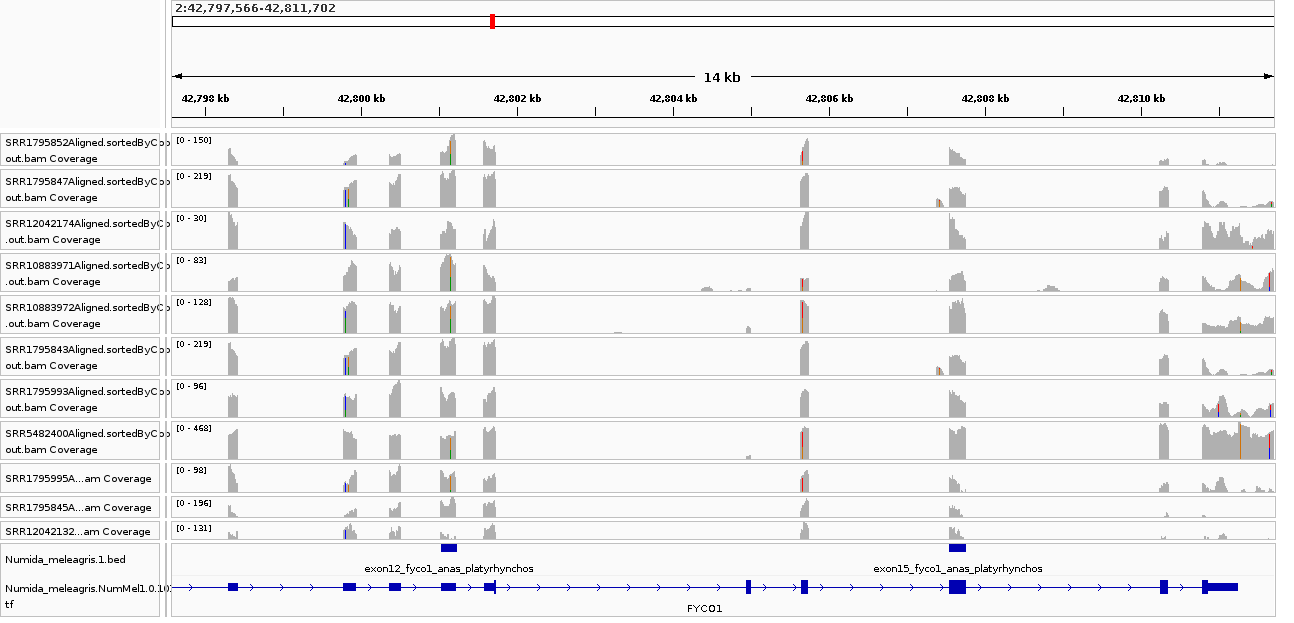 2:42,797,566-42,811,702
14 kb
42,798 kb 42,800 kb 42,802 kb 42,804 kb 42,806 kb 42,808 kb 42,810 kb
SRR1795852Aligned.sortedByCoo
out.bam Coverage
[0 - 150]
SRR1795847Aligned.sortedByCoo
out.bam Coverage
[0 - 219]
SRR12042174Aligned.sortedByCo
.out.bam Coverage
[0 - 30]
SRR10883971Aligned.sortedByCo
.out.bam Coverage
[0 - 83]
SRR10883972Aligned.sortedByCo
.out.bam Coverage
[0 - 128]
SRR1795843Aligned.sortedByCoo
out.bam Coverage
[0 - 219]
SRR1795993Aligned.sortedByCoo
out.bam Coverage
[0 - 96]
SRR5482400Aligned.sortedByCoo
out.bam Coverage
[0 - 468]
SRR1795995A...am Coverage
[0 - 98]
SRR1795845A...am Coverage
[0 - 196]
SRR12042132...am Coverage
[0 - 131]
Numida_meleagris.1.bed
exon12_fyco1_anas_platyrhynchos exon15_fyco1_anas_platyrhynchos
Numida_meleagris.NumMel1.0.10
tf
FYCO1